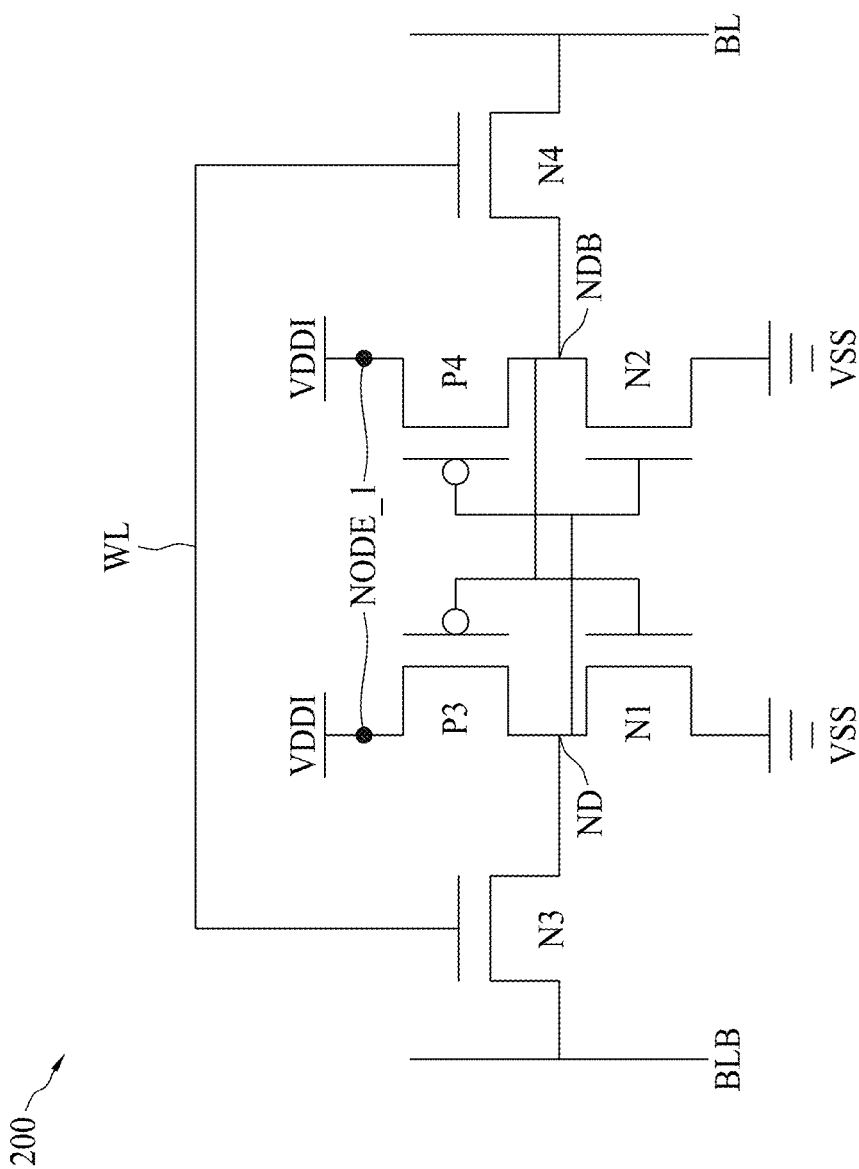 200
WL
VDDI
VDDI
NODE_1
P3
P4
N3
N4
ND
NDB
N1
N2
BLB
BL
VSS
VSS